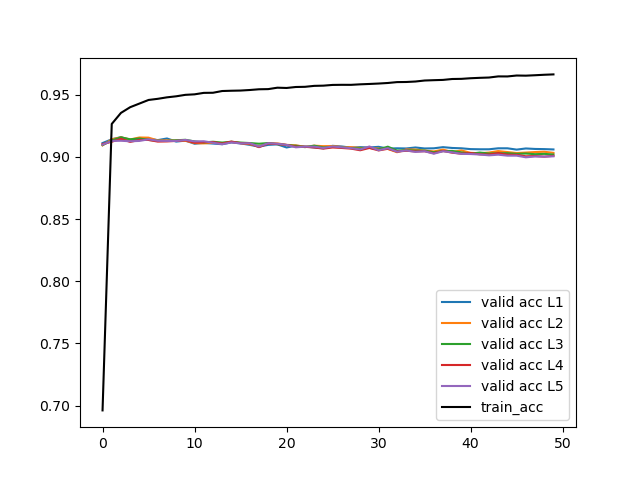 0.95
0.90
0.85
0.80
0.75
0.70
0
10
20
30
40
50
valid acc L1
valid acc L2
valid acc L3
valid acc L4
valid acc L5
train_acc